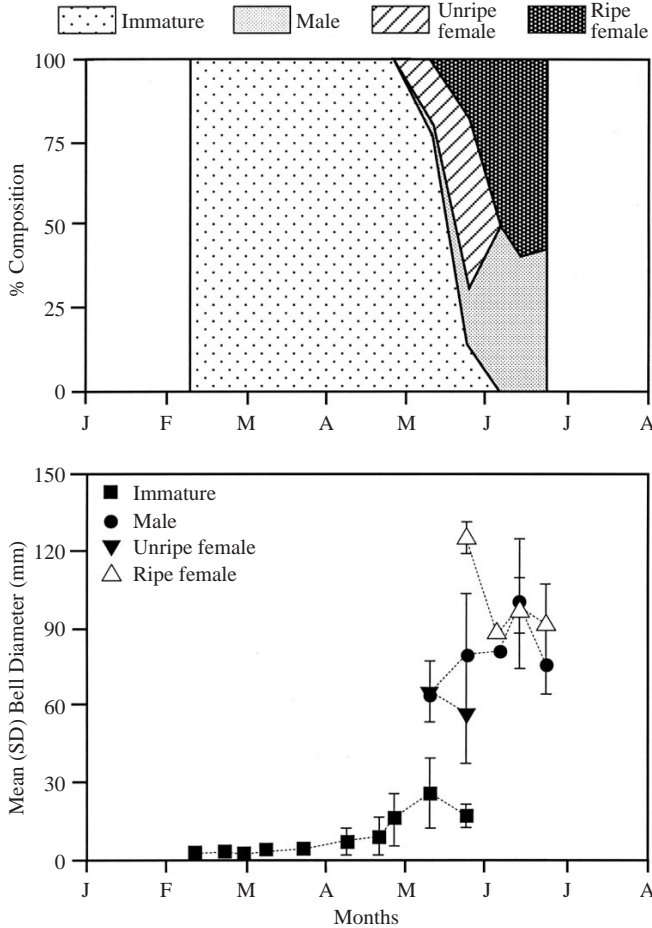 Immature
Male
Unripe
female
Ripe
female
100
75
50
25
0
% Composition
J F M A M J J A
150
120
90
60
30
0
Mean (SD) Bell Diameter (mm)
Immature
Male
Unripe female
Ripe female
J F M A M J J A
Months